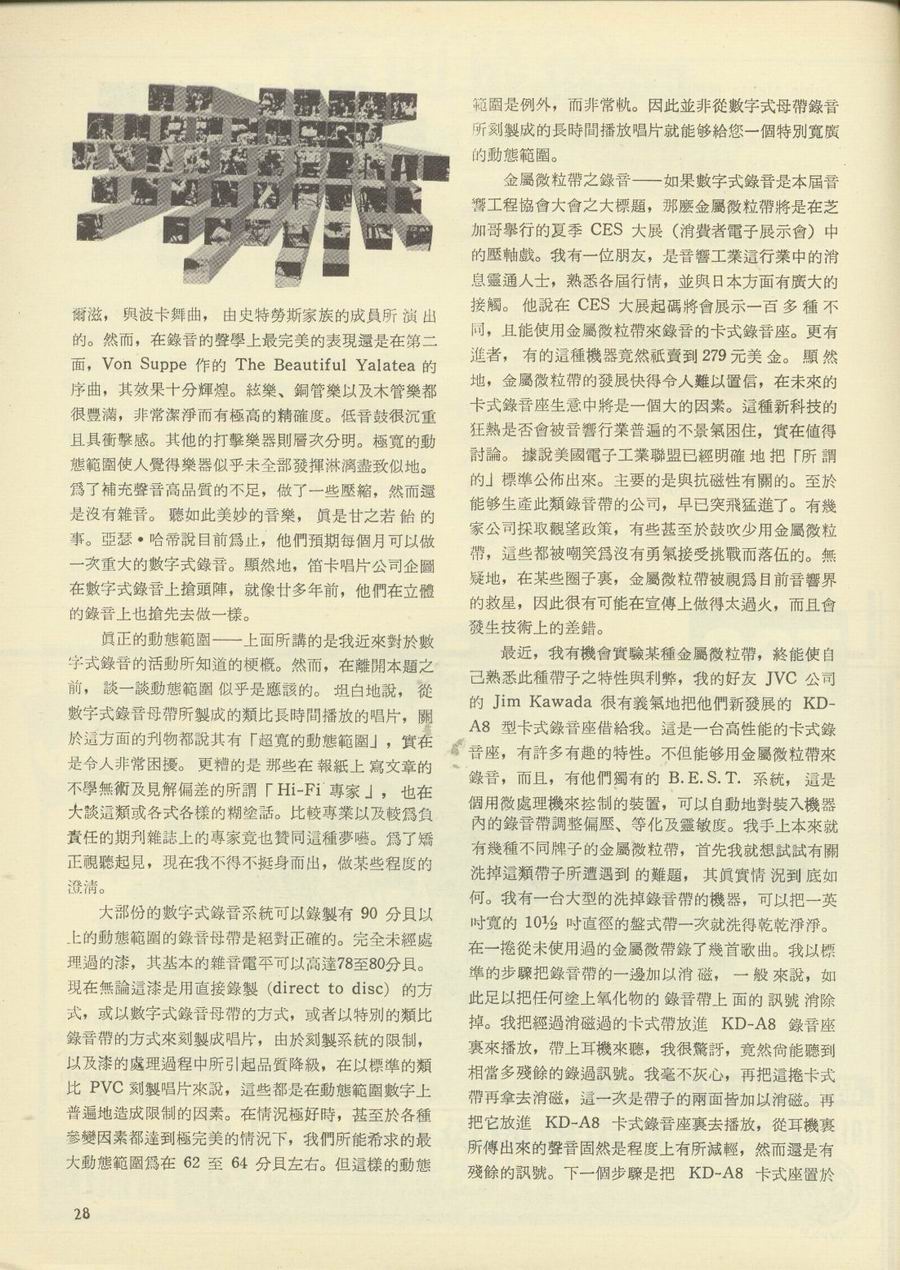 爾滋，與波卡舞曲，由史特勞斯家族的成員所演出
的。然而，在錄音的聲學上最完美的表現還是在第二
面，Von Suppe 作的 The Beautiful Yalatea 的
序曲，其效果十分輝煌。絃樂、銅管樂以及木管樂都
很豐滿，非常潔淨而有極高的精確度。低音鼓很沉重
且具衝擊感。其他的打擊樂器則層次分明。極寬的動
態範圍使人覺得樂器似乎未全部發揮淋漓盡致似地。
爲了補充聲音高品質的不足，做了一些壓縮，然而還
是沒有雜音。聽如此美妙的音樂，眞是甘之若飴的
事。亞瑟•哈蒂說目前爲止，他們預期每個月可以做
一次重大的數字式錄音。顯然地，笛卡唱片公司企圖
在數字式錄音上搶頭陣，就像廿多年前，他們在立體
的錄音上也搶先去做一樣。
眞正的動態範圍——上面所講的是我近來對於數
字式錄音的活動所知道的梗槪。然而，在離開本題之
前，談一談動態範圍似乎是應該的。坦白地說，從
數字式錄音母帶所製成的類比長時間播放的唱片，關
於這方面的刋物都說其有「超寬的動態範圍」，實在
是令人非常困擾。更糟的是那些在報紙上寫文章的
不學無術及見解偏差的所謂「Hi-Fi 專家」，也在
大談這類或各式各樣的糊塗話。比較專業以及較爲負
責任的期刋雜誌上的專家竟也贊同這種夢囈。爲了矯
正視聽起見，現在我不得不挺身而出，做某些程度的
澄淸。
大部份的數字式錄音系統可以錄製有 90 分貝以
上的動態範圍的錄音母帶是絕對正確的。完全未經處
理過的漆，其基本的雜音電平可以高達78至80分貝。
現在無論這漆是用直接錄製（direct to disc）的方
式，或以數字式錄音母帶的方式，或者以特別的類比
錄音帶的方式來刻製成唱片，由於刻製系統的限制，
以及漆的處理過程中所引起品質降級，在以標準的類
比 PVC 刻製唱片來說，這些都是在動態範圍數字上
普遍地造成限制的因素。在情況極好時，甚至於各種
參變因素都達到極完美的情況下，我們所能希求的最
大動態範圍爲在 62 至 64 分貝左右。但這樣的動態
範圍是例外，而非常軌。因此並非從數字式母帶錄音
所刻製成的長時間播放唱片就能够給您一個特別寬廣
的動態範圍。
金屬微粒帶之錄音——如果數字式錄音是本屆音
響工程協會大會之大標題，那麼金屬微粒帶將是在芝
加哥舉行的夏季 CES 大展（消費者電子展示會）中
的壓軸戲。我有一位朋友，是音響工業這行業中的消
息靈通人士，熟悉各屆行情，並與日本方面有廣大的
接觸。他說在 CES 大展起碼將會展示一百多種不
同，且能使用金屬微粒帶來錄音的卡式錄音座。更有
進者，有的這種機器竟然祇賣到 279 元美金。顯然
地，金屬微粒帶的發展快得令人難以置信，在未來的
卡式錄音座生意中將是一個大的因素。這種新科技的
狂熱是否會被音響行業普遍的不景氣困住，實在値得
討論。據說美國電子工業聯盟已經明確地把「所謂
的」標準公佈出來。主要的是與抗磁性有關的。至於
能够生產此類錄音帶的公司，早已突飛猛進了。有幾
家公司採取觀望政策，有些甚至於鼓吹少用金屬微粒
帶，這些都被嘲笑爲沒有勇氣接受挑戰而落伍的。無
疑地，在某些圈子裏，金屬微粒帶被視爲目前音響界
的救星，因此很有可能在宣傳上做得太過火，而且會
發生技術上的差錯。
最近，我有機會實驗某種金屬微粒帶，終能使自
己熟悉此種帶子之特性與利弊，我的好友 JVC 公司
的 Jim Kawada 很有義氣地把他們新發展的 KD-
A8 型卡式錄音座借給我。這是一台高性能的卡式錄
音座，有許多有趣的特性。不但能够用金屬微粒帶來
錄音，而且，有他們獨有的 B.E.S.T. 系統，這是
個用微處理機來控制的裝置，可以自動地對裝入機器
內的錄音帶調整偏壓、等化及靈敏度。我手上本來就
有幾種不同牌子的金屬微粒帶，首先我就想試試有關
洗掉這類帶子所遭遇到的難題，其眞實情況到底如
何。我有一台大型的洗掉錄音帶的機器，可以把一英
吋寬的 10½ 吋直徑的盤式帶一次就洗得乾乾淨淨。
在一捲從未使用過的金屬微帶錄了幾首歌曲。我以標
準的步驟把錄音帶的一邊加以消磁，一般來說，如
此足以把任何塗上氧化物的錄音帶上面的訊號消除
掉。我把經過消磁過的卡式帶放進 KD-A8 錄音座
裏來播放，帶上耳機來聽，我很驚訝，竟然尙能聽到
相當多殘餘的錄過訊號。我毫不灰心，再把這捲卡式
帶再拿去消磁，這一次是帶子的兩面皆加以消磁。再
把它放進 KD-A8 卡式錄音座裏去播放，從耳機裏
所傳出來的聲音固然是程度上有所減輕，然而還是有
殘餘的訊號。下一個步驟是把 KD-A8 卡式座置於
28